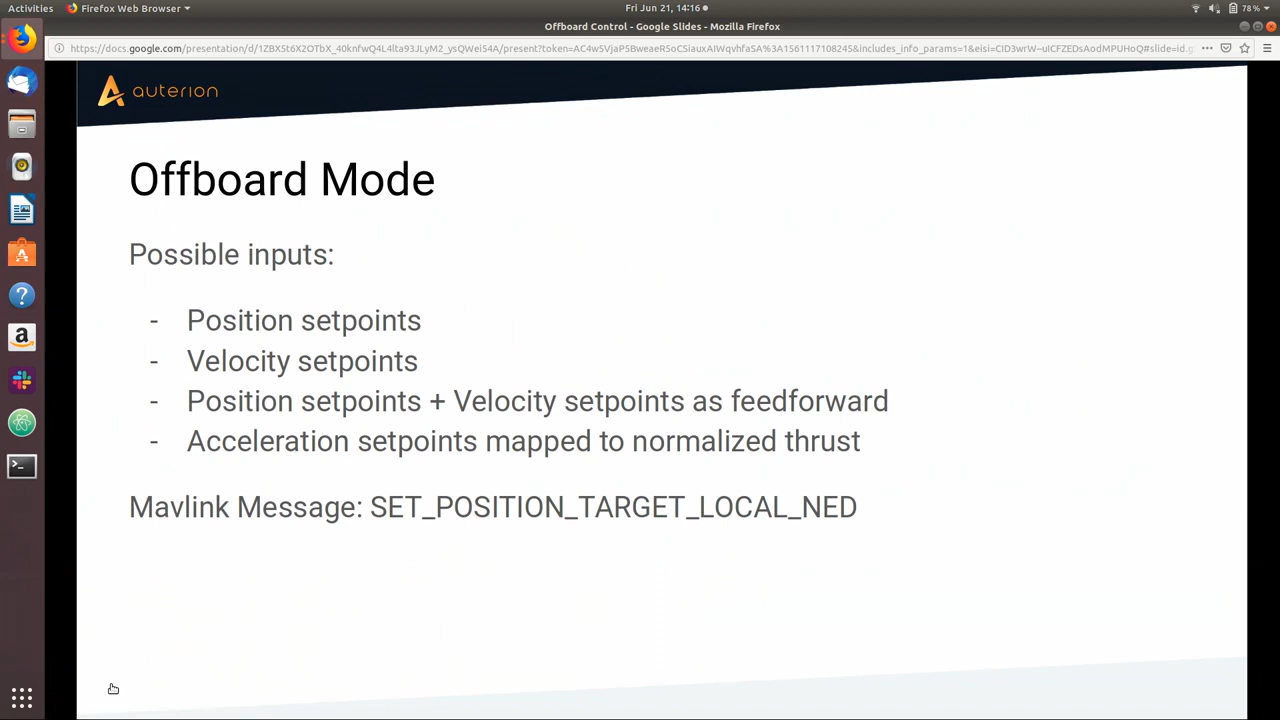 Activities
Firefox Web Browser
Fri Jun 21, 14:16
78%
Offboard Control - Google Slides - Mozilla Firefox
auterion
Offboard Mode
Possible inputs:
- Position setpoints
- Velocity setpoints
- Position setpoints + Velocity setpoints as feedforward
- Acceleration setpoints mapped to normalized thrust
Mavlink Message: SET_POSITION_TARGET_LOCAL_NED